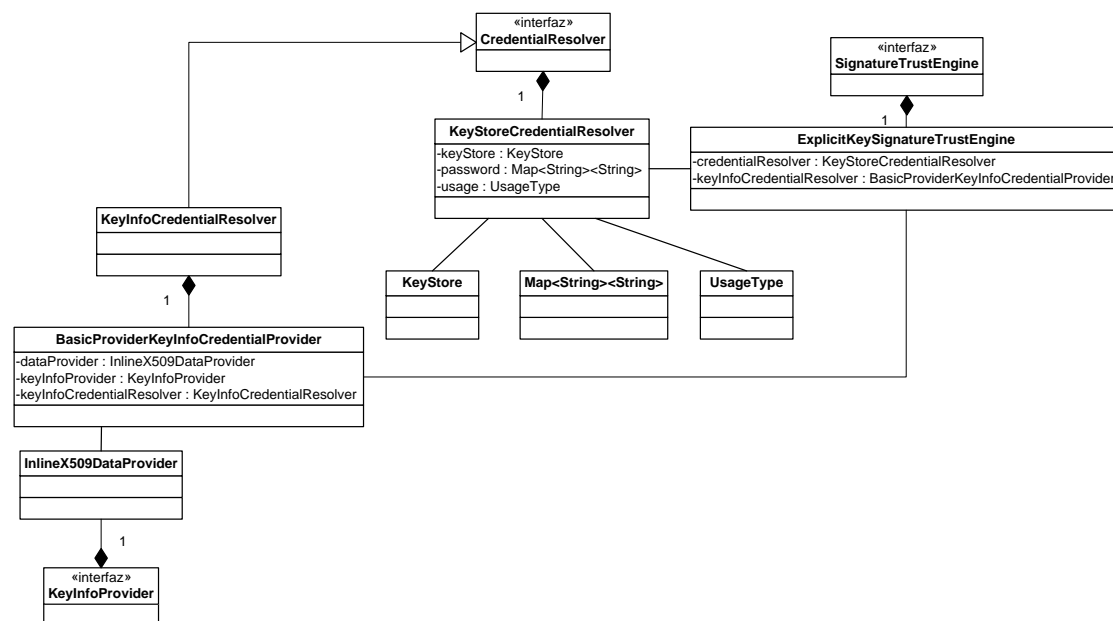 «interfaz»
CredentialResolver
«interfaz»
SignatureTrustEngine
1
1
KeyStoreCredentialResolver
-keyStore : KeyStore
-password : Map<String><String>
-usage : UsageType
ExplicitKeySignatureTrustEngine
-credentialResolver : KeyStoreCredentialResolver
-keyInfoCredentialResolver : BasicProviderKeyInfoCredentialProvider
KeyInfoCredentialResolver
KeyStore
Map<String><String>
UsageType
1
BasicProviderKeyInfoCredentialProvider
-dataProvider : InlineX509DataProvider
-keyInfoProvider : KeyInfoProvider
-keyInfoCredentialResolver : KeyInfoCredentialResolver
InlineX509DataProvider
1
«interfaz»
KeyInfoProvider